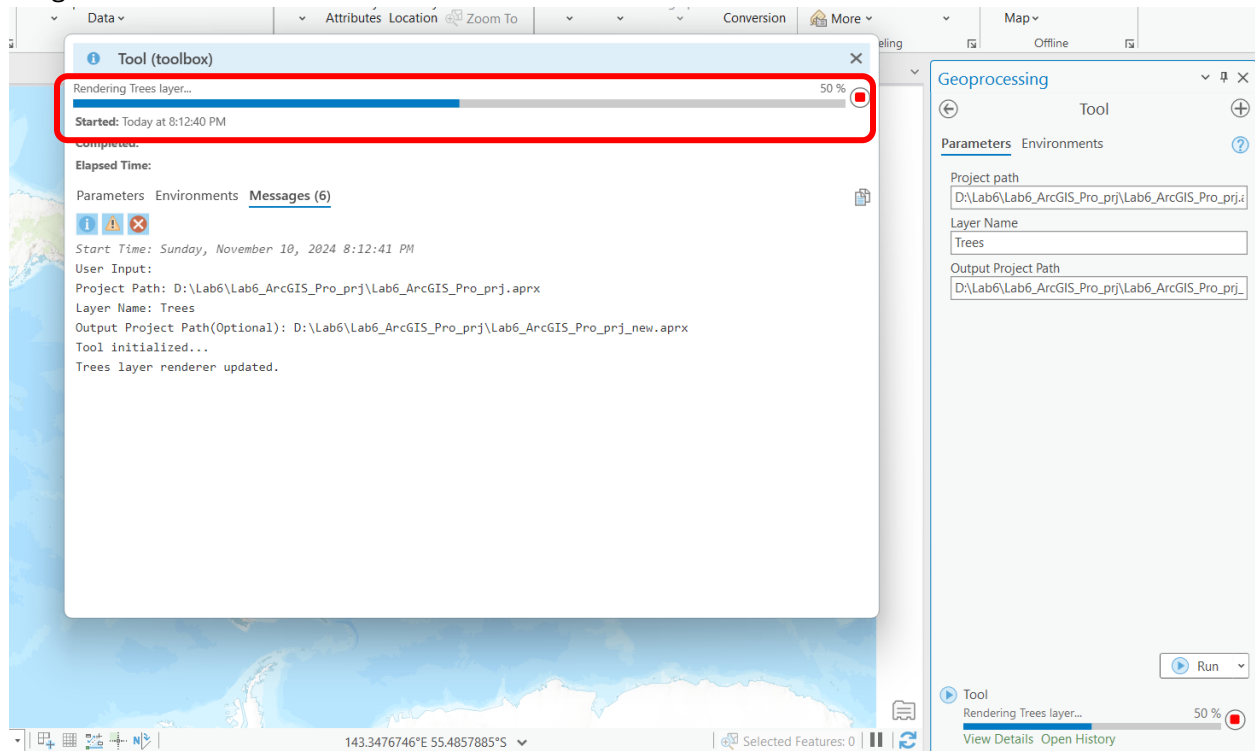 Data
Attributes Location Zoom To
Conversion
More
Map
Offline
Tool (toolbox)
Rendering Trees layer...
50 %
Started: Today at 8:12:40 PM
Completed:
Elapsed Time:
Parameters Environments Messages (6)
Start Time: Sunday, November 10, 2024 8:12:41 PM
User Input:
Project Path: D:\Lab6\Lab6_ArcGIS_Pro_prj\Lab6_ArcGIS_Pro_prj.aprx
Layer Name: Trees
Output Project Path(Optional): D:\Lab6\Lab6_ArcGIS_Pro_prj\Lab6_ArcGIS_Pro_prj_new.aprx
Tool initialized...
Trees layer renderer updated.
143.3476746°E 55.4857885°S
Selected Features: 0
Geoprocessing
Tool
Parameters Environments
Project path
D:\Lab6\Lab6_ArcGIS_Pro_prj\Lab6_ArcGIS_Pro_prj.a
Layer Name
Trees
Output Project Path
D:\Lab6\Lab6_ArcGIS_Pro_prj\Lab6_ArcGIS_Pro_prj_
Run
Tool
Rendering Trees layer...
50 %
View Details Open History